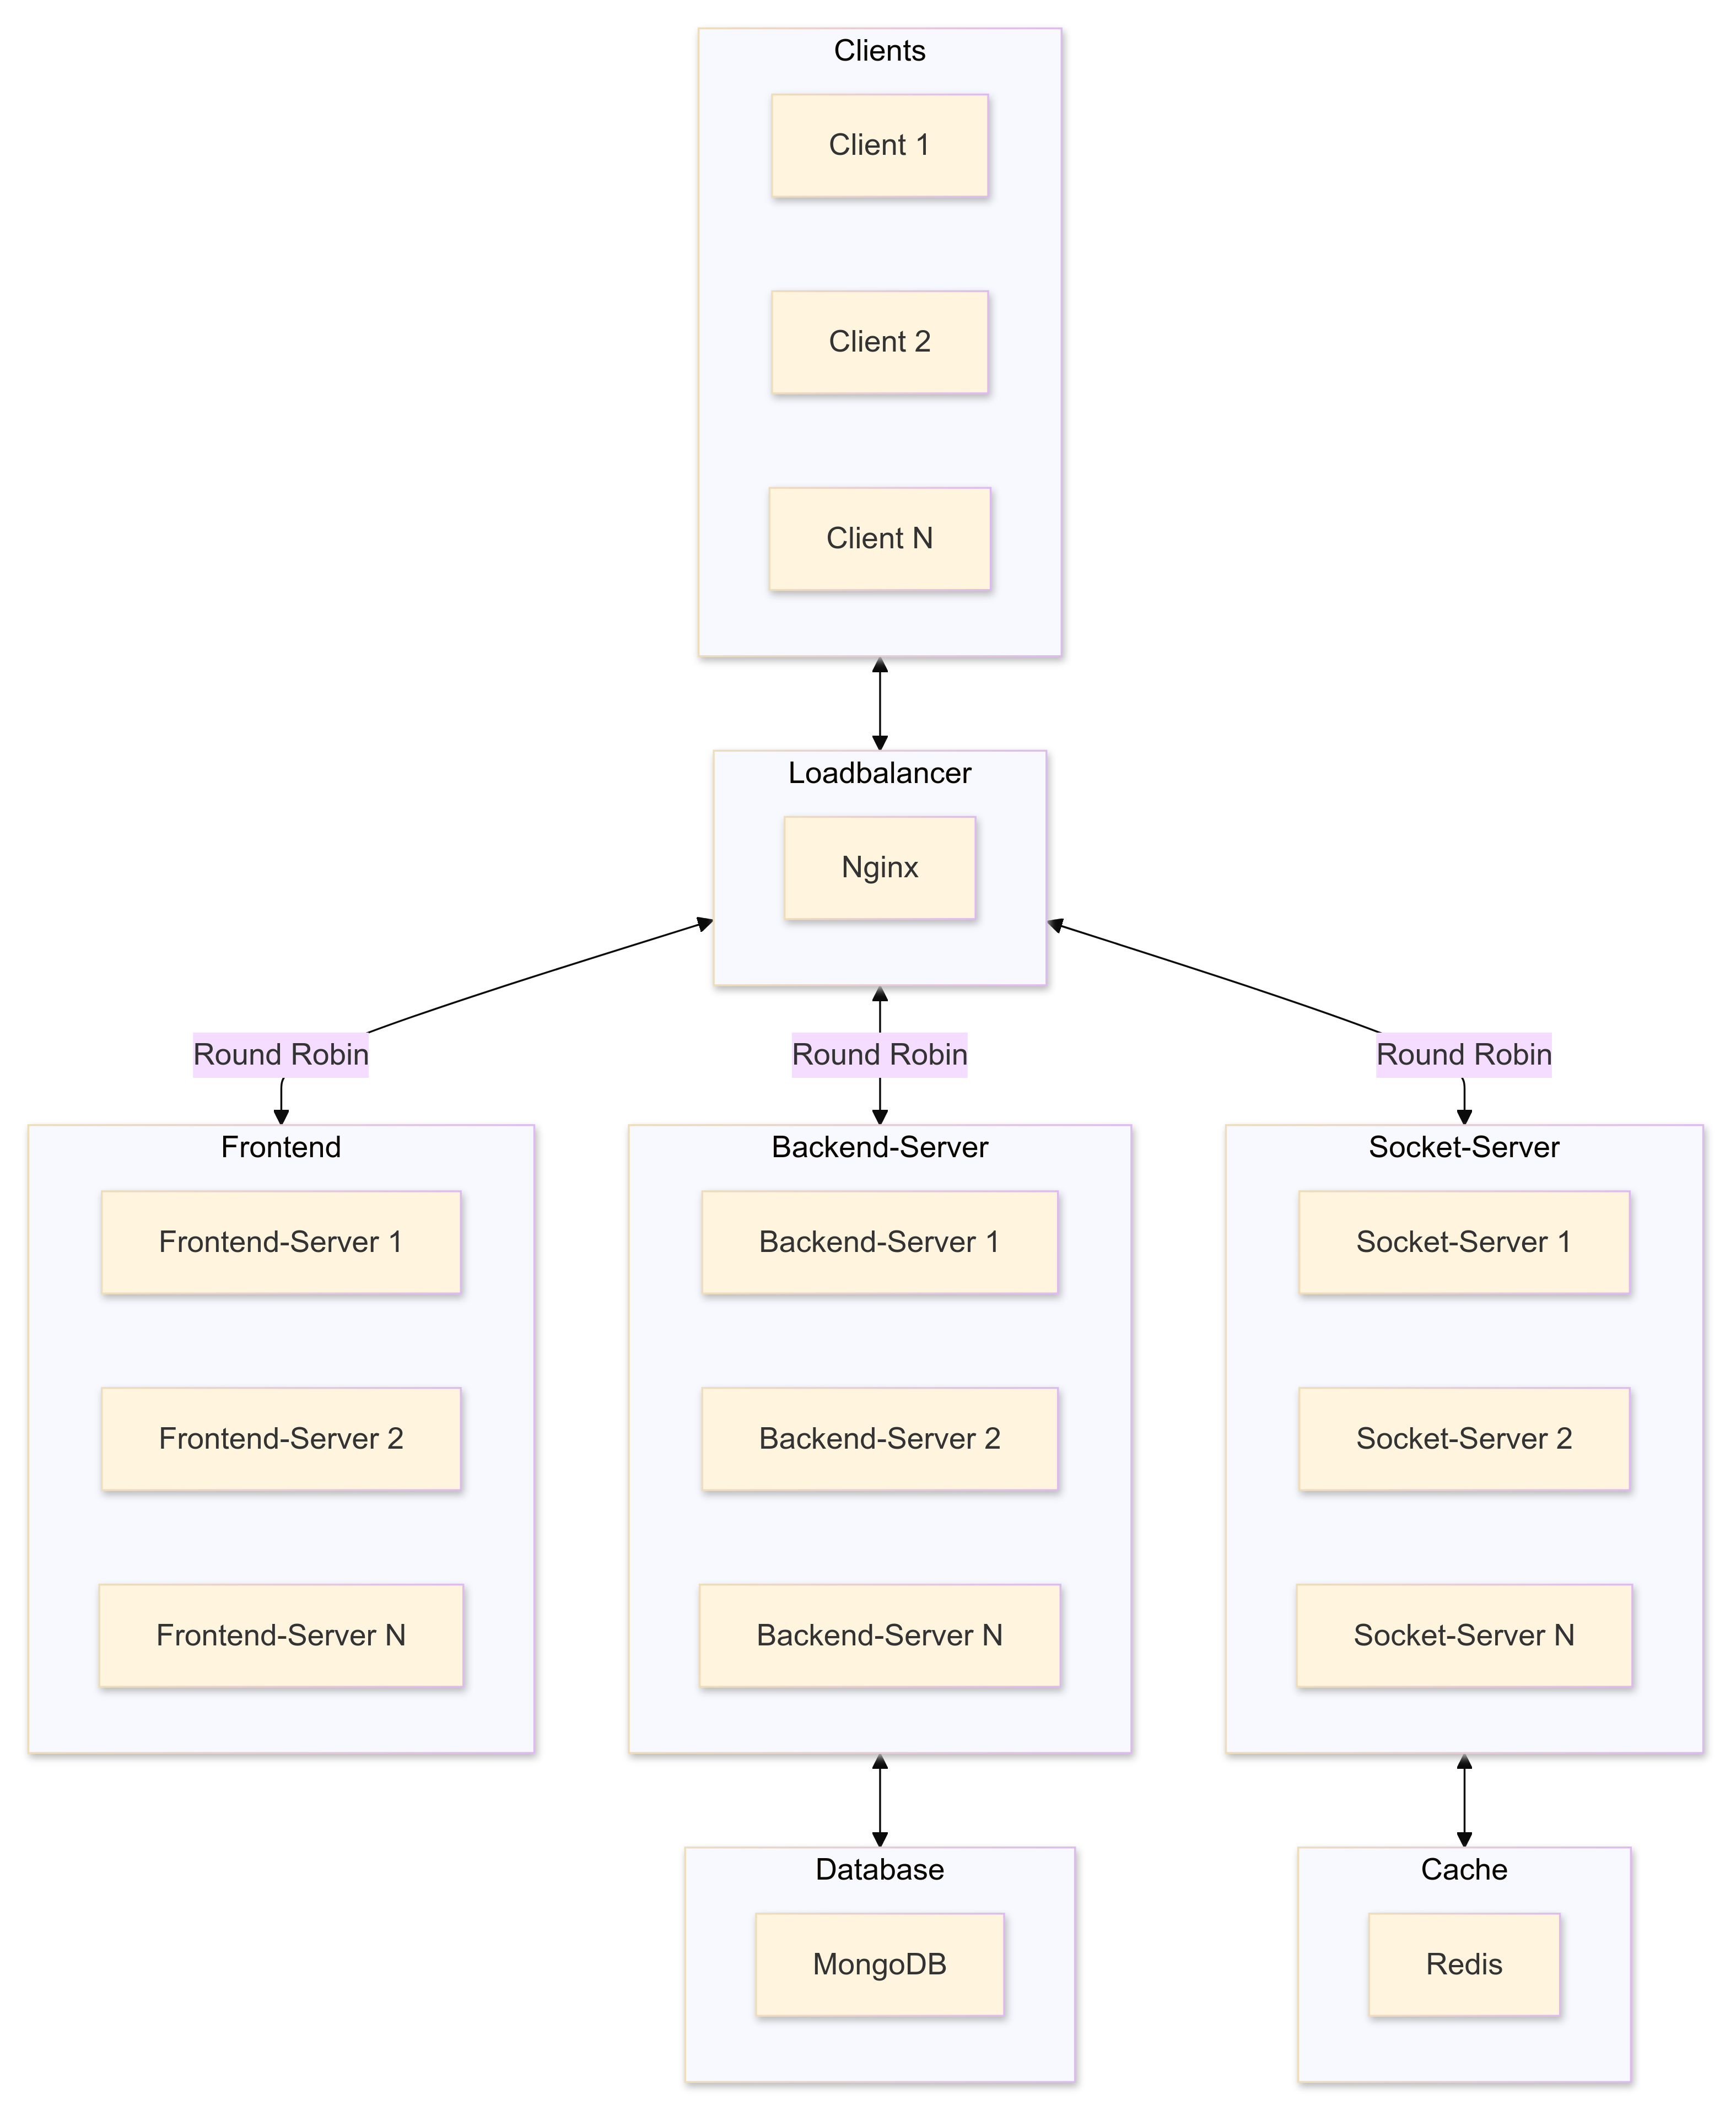 Clients
Client 1
Client 2
Client N
Loadbalancer
Nginx
Round Robin
Round Robin
Round Robin
Frontend
Frontend-Server 1
Frontend-Server 2
Frontend-Server N
Backend-Server
Backend-Server 1
Backend-Server 2
Backend-Server N
Socket-Server
Socket-Server 1
Socket-Server 2
Socket-Server N
Database
MongoDB
Cache
Redis